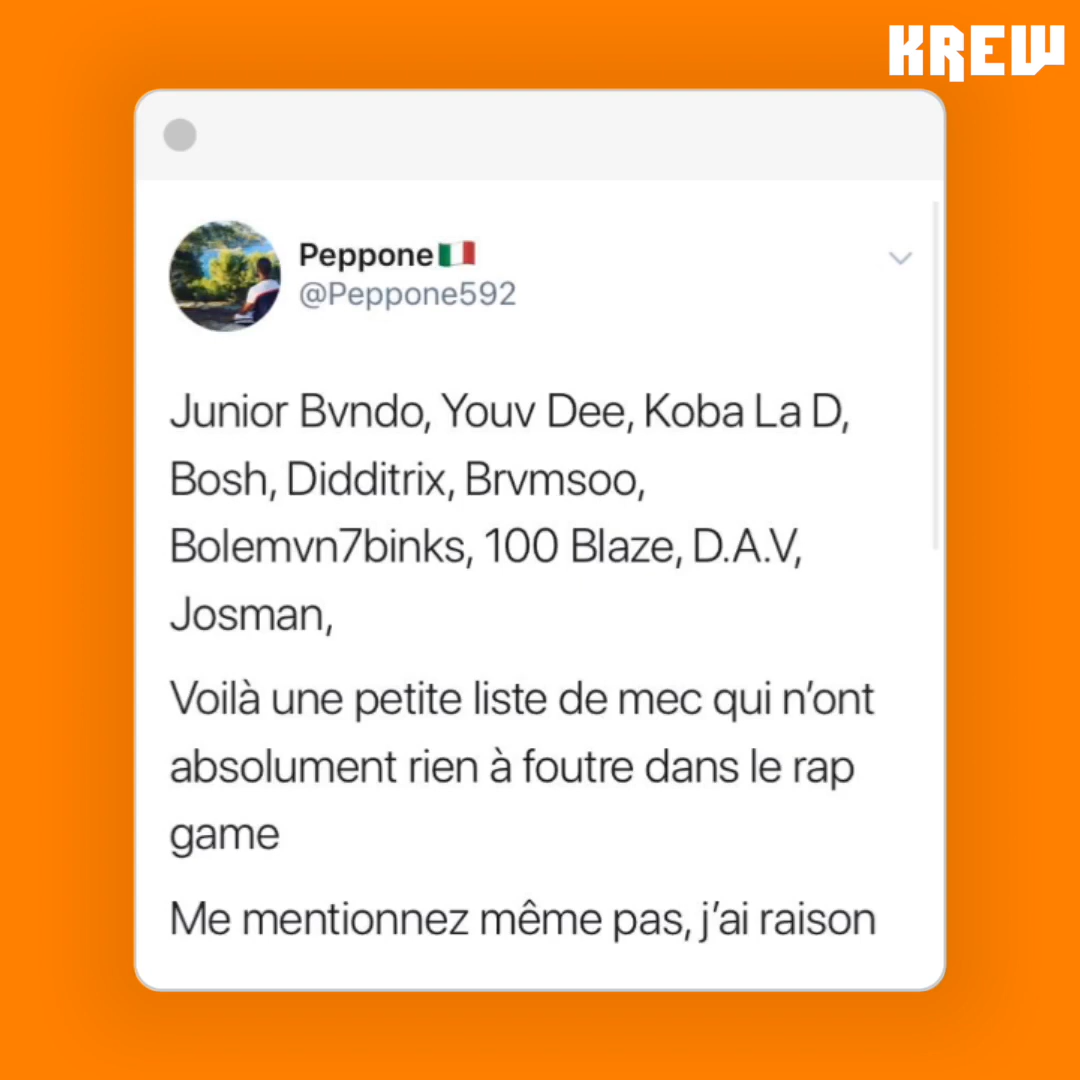 KREW
Peppone🇮🇹
@Peppone592
Junior Bvndo, Youv Dee, Koba La D,
Bosh, Didditrix, Brvmsoo,
Bolemvn7binks, 100 Blaze, D.A.V,
Josman,
Voilà une petite liste de mec qui n’ont
absolument rien à foutre dans le rap
game
Me mentionnez même pas, j’ai raison